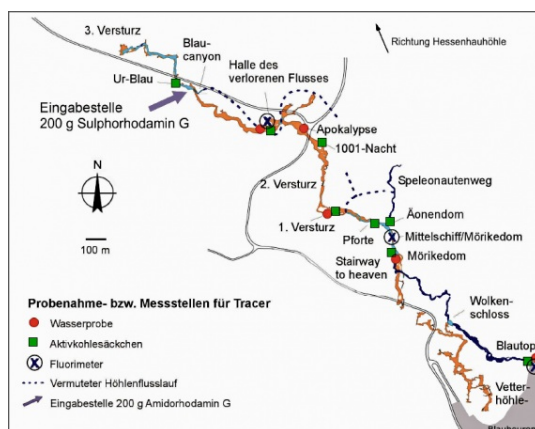 3. Versturz
Blau-
canyon
Ur-Blau
Halle des
verlorenen Flusses
Richtung Hessenhauhöhle
Eingabestelle
200 g Sulphorhodamin G
Apokalypse
1001-Nacht
N
2. Versturz
Speleonautenweg
100 m
1. Versturz
Äonendom
Pforte
Mittelschiff/Mörikedom
Stairway
to heaven
Mörikedom
Probenahme- bzw. Messstellen für Tracer
Wasserprobe
Aktivkohlesäckchen
Fluorimeter
Vermuteter Höhlenflusslauf
Eingabestelle 200 g Amidorhodamin G
Wolken-
schloss
Blautop
Vetter-
höhle